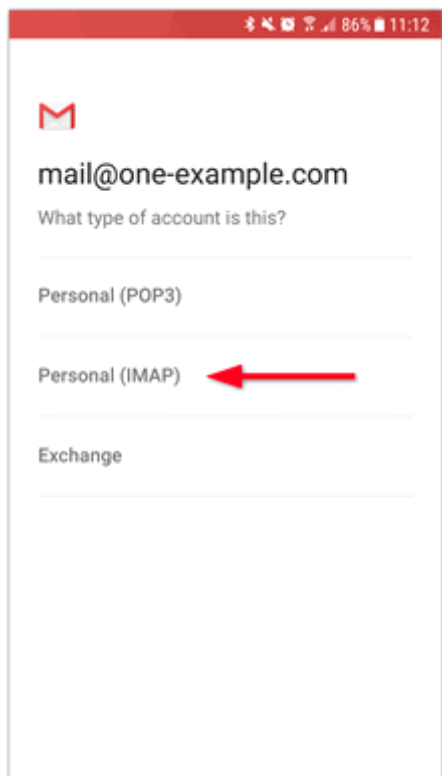 86% 11:12
mail@one-example.com
What type of account is this?
Personal (POP3)
Personal (IMAP)
Exchange